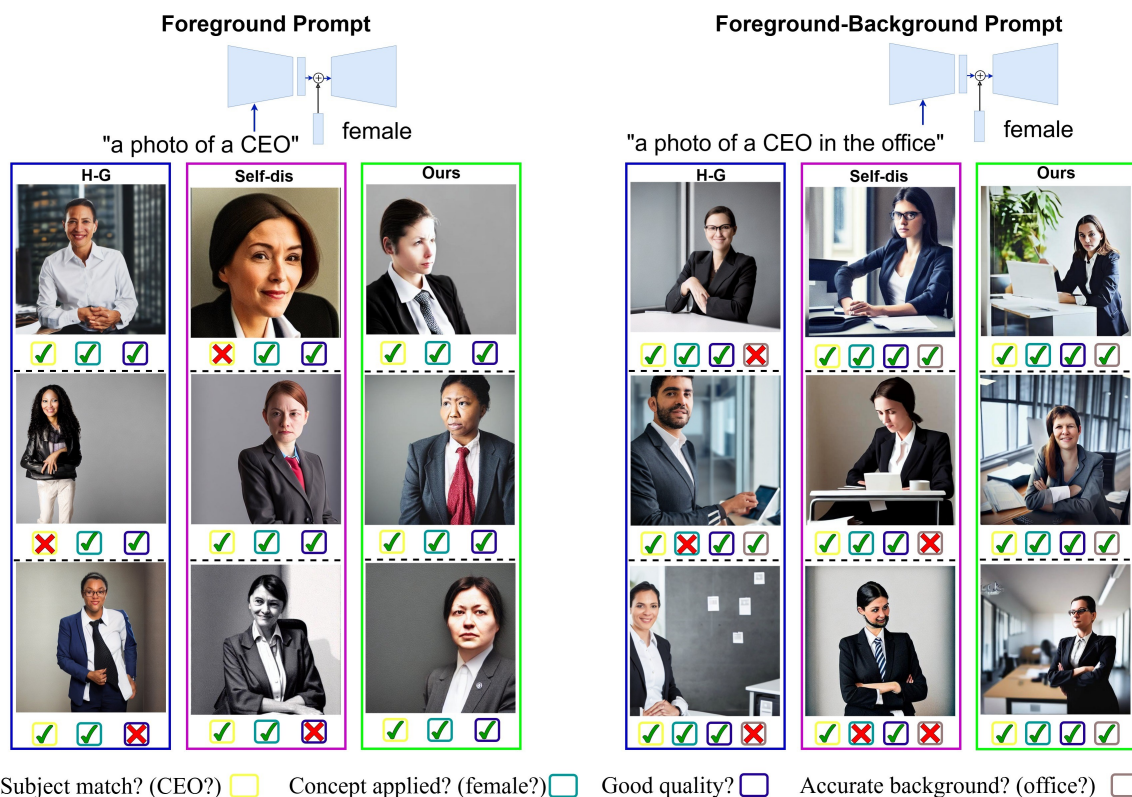 Foreground Prompt
female
"a photo of a CEO"
H-G
Self-dis
Ours
Foreground-Background Prompt
female
"a photo of a CEO in the office"
H-G
Self-dis
Ours
Subject match? (CEO?)
Concept applied? (female?)
Good quality?
Accurate background? (office?)